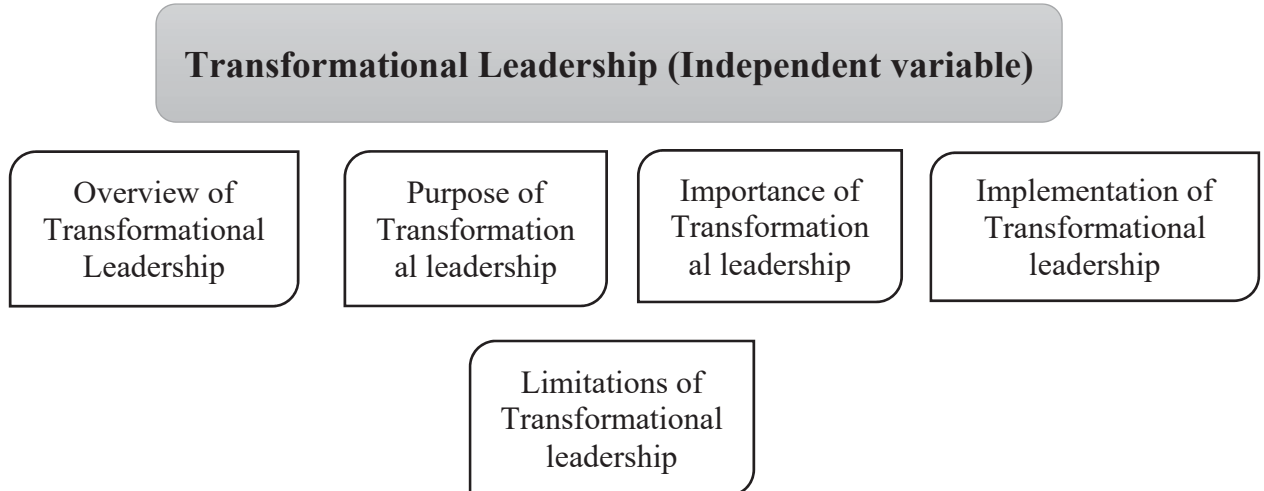 Transformational Leadership (Independent variable)
Overview of
Transformational
Leadership
Purpose of
Transformation
al leadership
Importance of
Transformation
al leadership
Implementation of
Transformational
leadership
Limitations of
Transformational
leadership